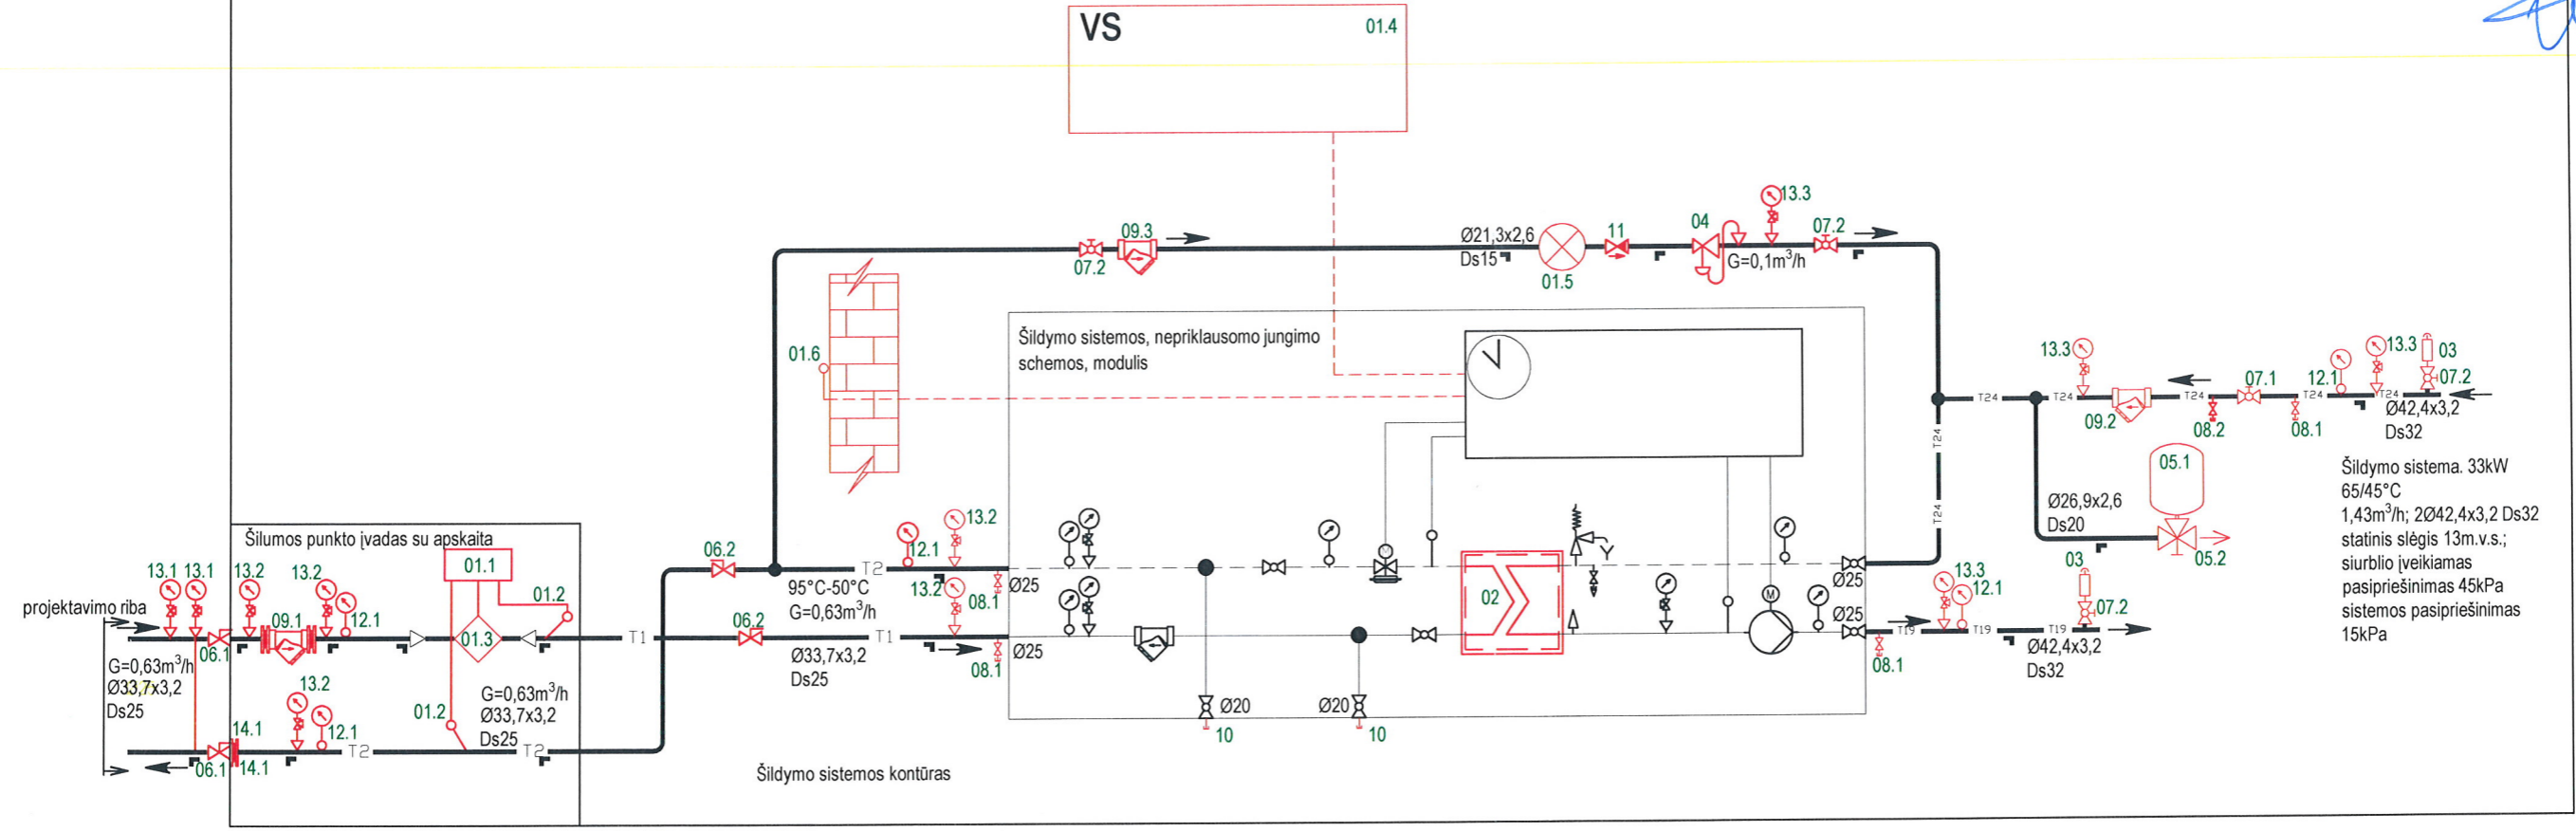 VS
01.4
13.3
09.3
Ø21,3x2,6
Ds15
11
04
07.2
07.2
01.5
G=0,1m³/h
Šildymo sistemos, nepriklausomo jungimo
schemos, modulis
01.6
13.3
12.1
13.3
03
07.1
07.2
T24
T24
T24
T24
T24
09.2
08.2
08.1
Ø42,4x3,2
Ds32
T24
T24
05.1
Ø26,9x2,6
Ds20
05.2
Šildymo sistema. 33kW
65/45°C
1,43m³/h; 2Ø42,4x3,2 Ds32
statinis slėgis 13m.v.s.;
siurblio įveikiamas
pasipriešinimas 45kPa
sistemos pasipriešinimas
15kPa
Šilumos punkto įvadas su apskaita
01.1
13.1
13.1
13.2
13.2
01.2
09.1
12.1
01.3
projektavimo riba
06.1
G=0,63m³/h
Ø33,7x3,2
Ds25
T1
06.2
06.2
12.1
13.2
T2
95°C-50°C
G=0,63m³/h
13.2
08.1
Ø25
T1
Ø33,7x3,2
Ds25
08.1
Ø25
M
02
Y
M
Ø25
Ø25
13.3
12.1
03
07.2
T19
T19
T19
08.1
Ø42,4x3,2
Ds32
Ø20
Ø20
10
10
13.2
12.1
14.1
14.1
06.1
T2
01.2
G=0,63m³/h
Ø33,7x3,2
Ds25
T2
Šildymo sistemos kontūras